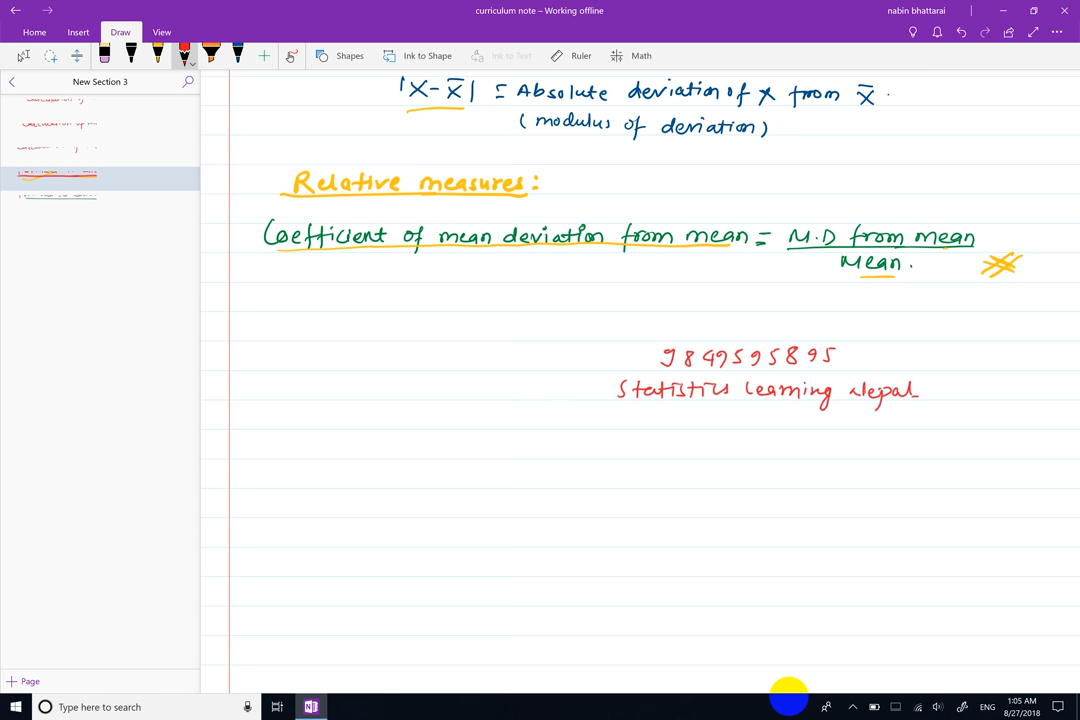 curriculum note – Working offline
nabin bhattarai
Home Insert Draw View
Shapes Ink to Shape Ink to Text Ruler Math
New Section 3
|X-X̄| = Absolute deviation of X from X̄.
(modulus of deviation)
Relative measures:
Coefficient of mean deviation from mean = M.D from mean
Mean.
9849595895
Statistics learning Nepal
+ Page
Type here to search
ENG
1:05 AM
8/27/2018